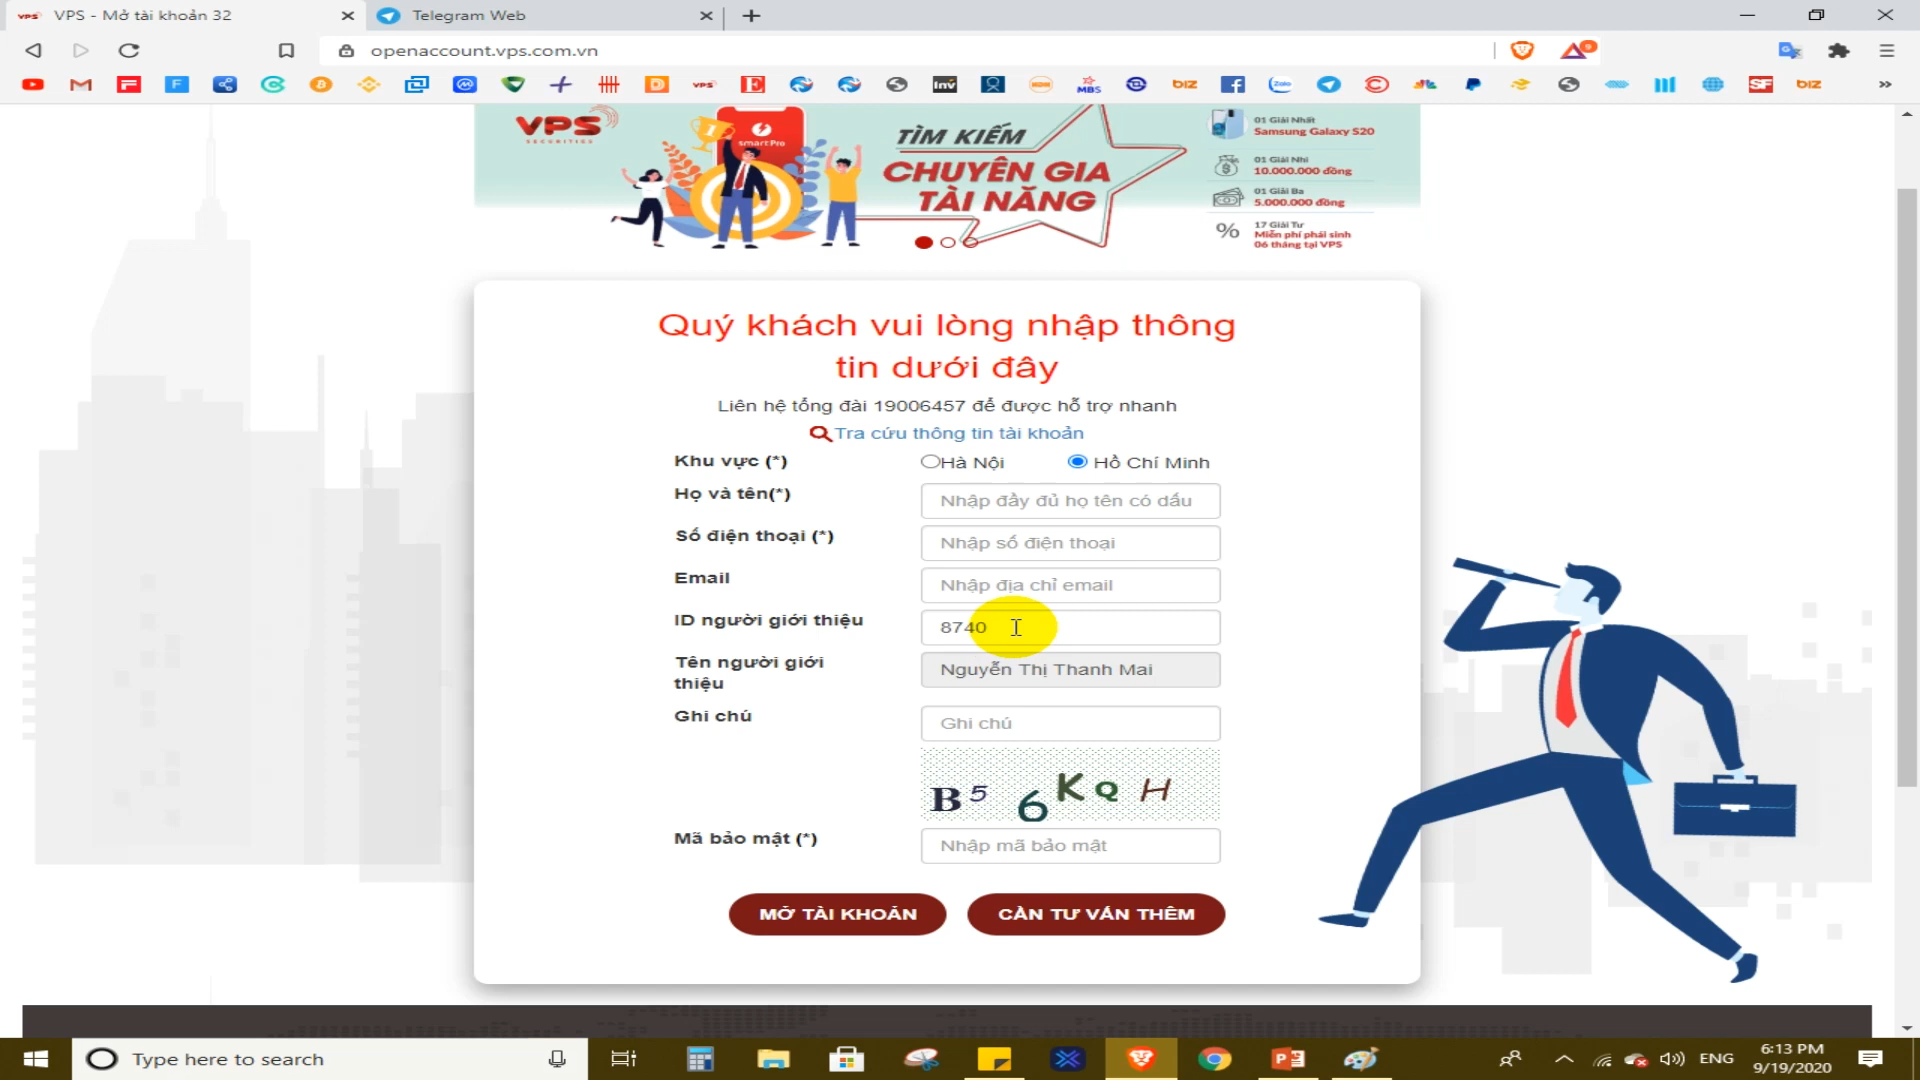 VPS - Mở tài khoản 32
Telegram Web
openaccount.vps.com.vn
VPS
SECURITIES
smartPro
TÌM KIẾM
CHUYÊN GIA
TÀI NĂNG
01 Giải Nhất
Samsung Galaxy S20
01 Giải Nhì
10.000.000 đồng
01 Giải Ba
5.000.000 đồng
17 Giải Tư
Miễn phí phái sinh
06 tháng tại VPS
Quý khách vui lòng nhập thông
tin dưới đây
Liên hệ tổng đài 19006457 để được hỗ trợ nhanh
Tra cứu thông tin tài khoản
Khu vực (*)
Hà Nội
Hồ Chí Minh
Họ và tên(*)
Nhập đầy đủ họ tên có dấu
Số điện thoại (*)
Nhập số điện thoại
Email
Nhập địa chỉ email
ID người giới thiệu
8740
Tên người giới
thiệu
Nguyễn Thị Thanh Mai
Ghi chú
Ghi chú
B56KQH
Mã bảo mật (*)
Nhập mã bảo mật
MỞ TÀI KHOẢN
CẦN TƯ VẤN THÊM
Type here to search
ENG
6:13 PM
9/19/2020